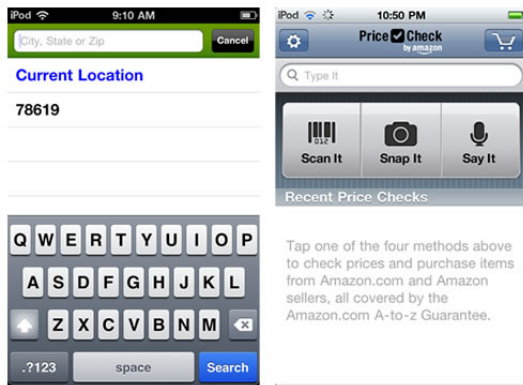 iPod 9:10 AM
City, State or Zip Cancel
Current Location
78619
Q W E R T Y U I O P
A S D F G H J K L
Z X C V B N M
.?123 space Search
iPod 10:50 PM
Price Check
by amazon
Type It
Scan It Snap It Say It
Recent Price Checks
Tap one of the four methods above
to check prices and purchase items
from Amazon.com and Amazon
sellers, all covered by the
Amazon.com A-to-z Guarantee.